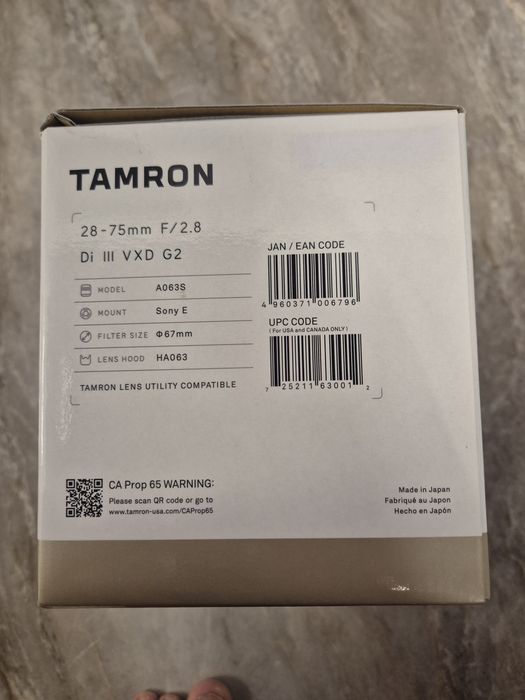 TAMRON
28-75mm F/2.8
Di III VXD G2
MODEL A063S
MOUNT Sony E
FILTER SIZE Φ67mm
LENS HOOD HA063
TAMRON LENS UTILITY COMPATIBLE
JAN / EAN CODE
4 960371 006796
UPC CODE
(For USA and CANADA ONLY)
7 25211 63001 2
CA Prop 65 WARNING:
Please scan QR code or go to
www.tamron-usa.com/CAProp65
Made in Japan
Fabriqué au Japon
Hecho en Japón